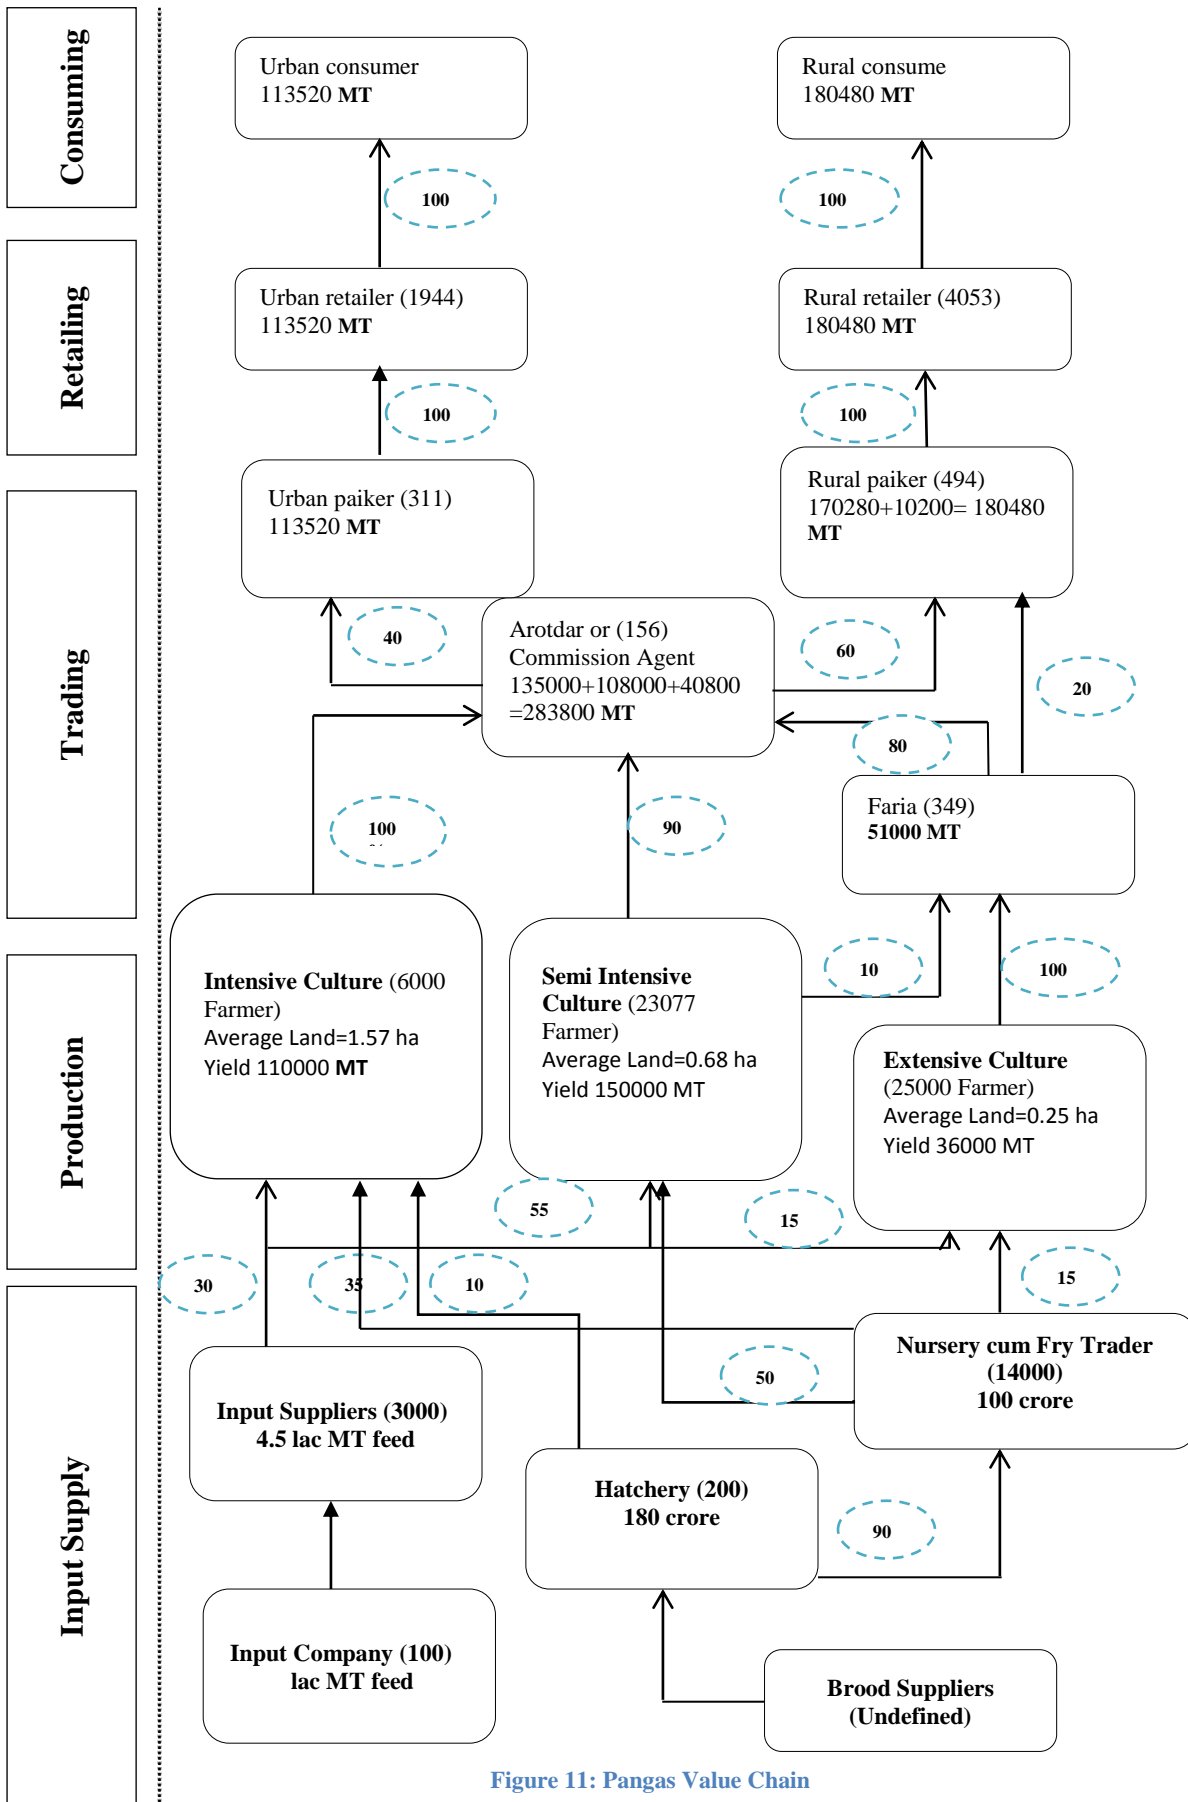 Consuming
Urban consumer
113520 MT
Rural consume
180480 MT
100
100
Retailing
Urban retailer (1944)
113520 MT
Rural retailer (4053)
180480 MT
100
100
Trading
Urban paiker (311)
113520 MT
Rural paiker (494)
170280+10200= 180480
MT
40
Arotdar or (156)
Commission Agent
135000+108000+40800
=283800 MT
60
20
80
100
90
Faria (349)
51000 MT
10
100
Production
Intensive Culture (6000
Farmer)
Average Land=1.57 ha
Yield 110000 MT
Semi Intensive
Culture (23077
Farmer)
Average Land=0.68 ha
Yield 150000 MT
Extensive Culture
(25000 Farmer)
Average Land=0.25 ha
Yield 36000 MT
55
15
30
35
10
15
Input Supply
Input Suppliers (3000)
4.5 lac MT feed
50
Nursery cum Fry Trader
(14000)
100 crore
Hatchery (200)
180 crore
90
Input Company (100)
lac MT feed
Brood Suppliers
(Undefined)
Figure 11: Pangas Value Chain